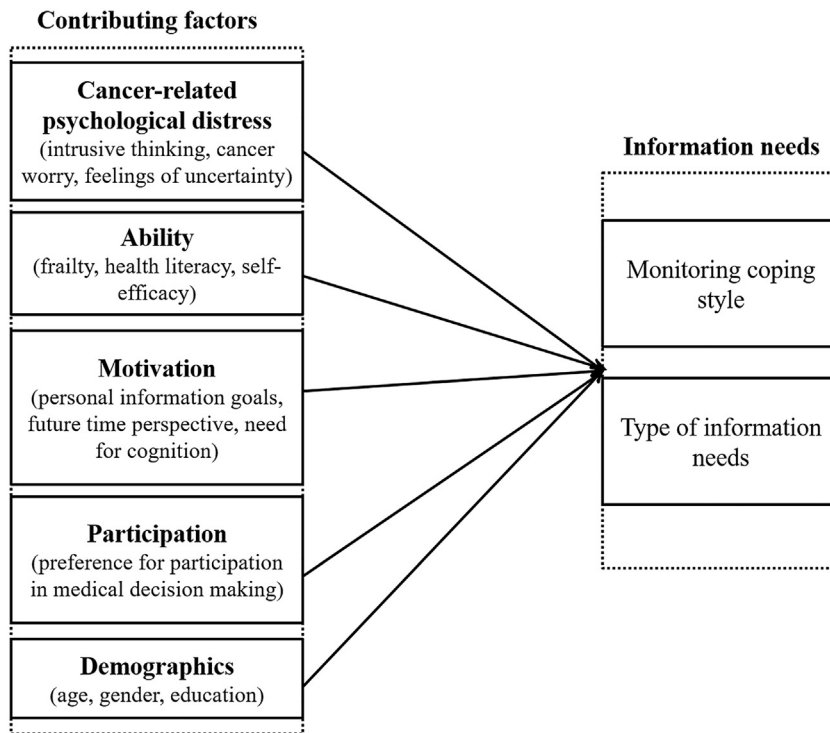 Contributing factors
Cancer-related
psychological distress
(intrusive thinking, cancer
worry, feelings of uncertainty)
Ability
(frailty, health literacy, self-
efficacy)
Motivation
(personal information goals,
future time perspective, need
for cognition)
Participation
(preference for participation
in medical decision making)
Demographics
(age, gender, education)
Information needs
Monitoring coping
style
Type of information
needs